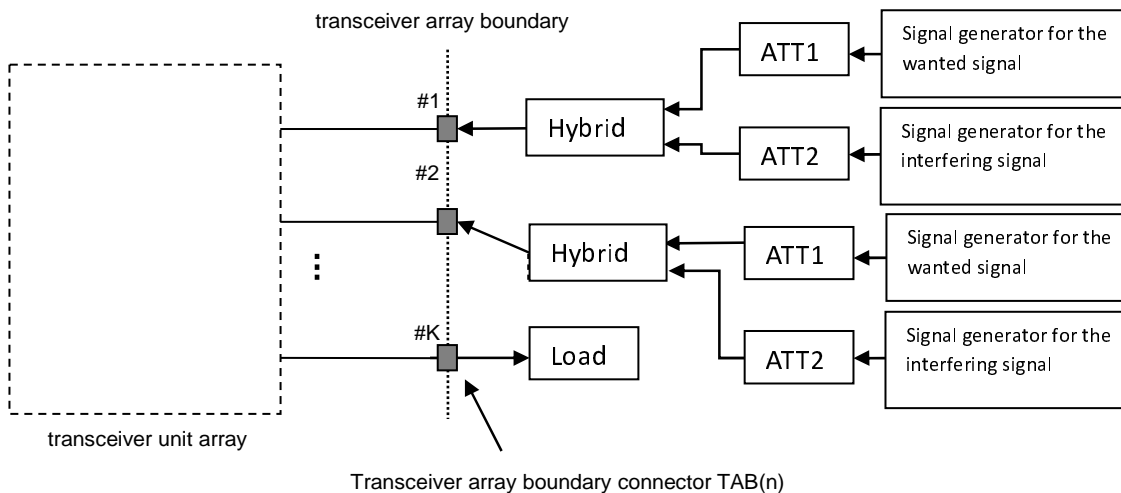 transceiver array boundary
#1
Hybrid
ATT1
Signal generator for the
wanted signal
ATT2
Signal generator for the
interfering signal
#2
Hybrid
ATT1
Signal generator for the
wanted signal
ATT2
Signal generator for the
interfering signal
#K
Load
transceiver unit array
Transceiver array boundary connector TAB(n)